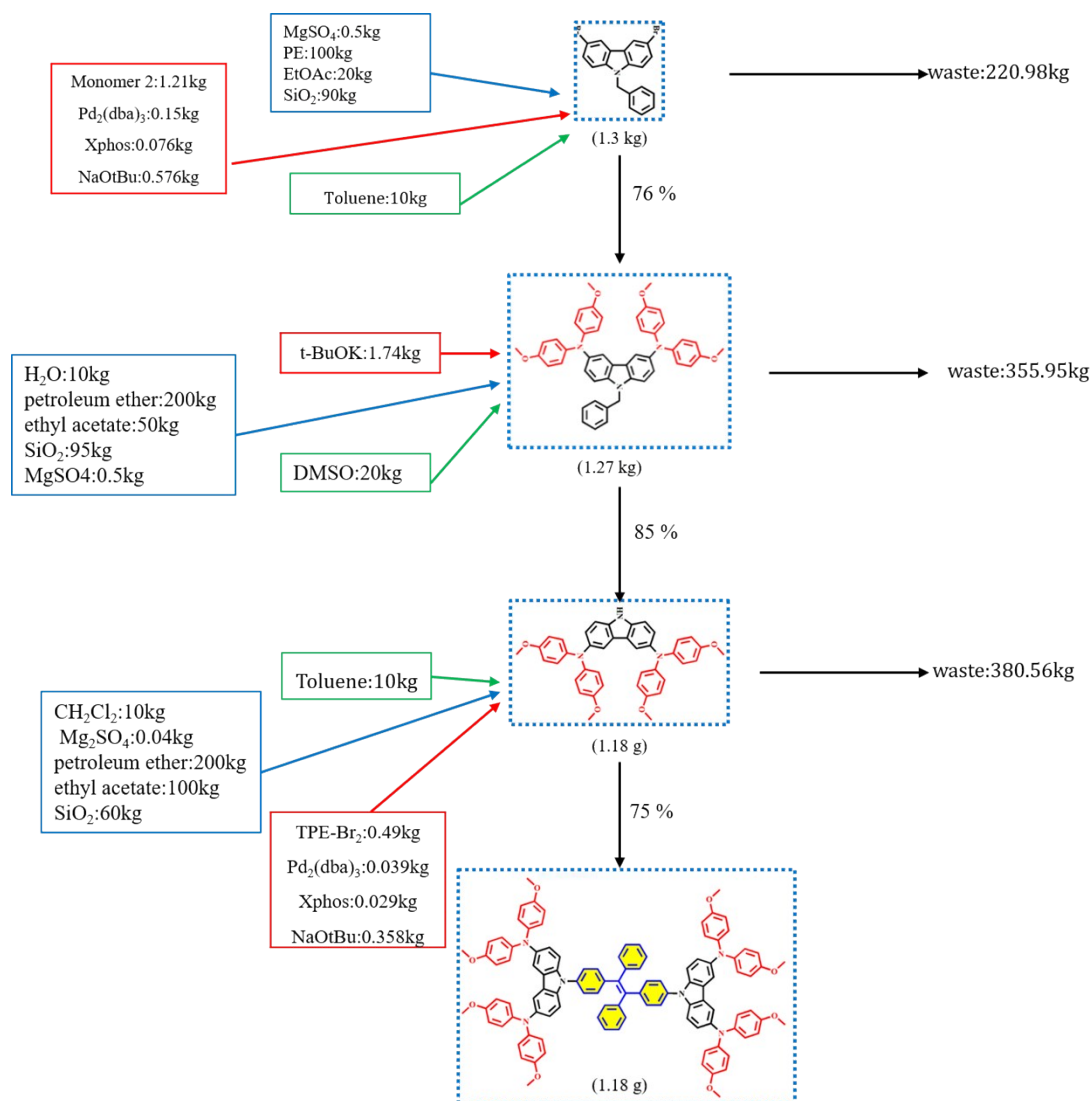 MgSO4:0.5kg
PE:100kg
EtOAc:20kg
SiO2:90kg
Monomer 2:1.21kg
Pd2(dba)3:0.15kg
Xphos:0.076kg
NaOtBu:0.576kg
Toluene:10kg
Br
Br
N
(1.3 kg)
waste:220.98kg
76 %
t-BuOK:1.74kg
H2O:10kg
petroleum ether:200kg
ethyl acetate:50kg
SiO2:95kg
MgSO4:0.5kg
DMSO:20kg
O
O
O
O
N
N
N
(1.27 kg)
waste:355.95kg
85 %
Toluene:10kg
CH2Cl2:10kg
Mg2SO4:0.04kg
petroleum ether:200kg
ethyl acetate:100kg
SiO2:60kg
TPE-Br2:0.49kg
Pd2(dba)3:0.039kg
Xphos:0.029kg
NaOtBu:0.358kg
NH
O
N
N
O
O
O
(1.18 g)
waste:380.56kg
75 %
O
O
O
N
N
O
N
N
O
N
N
O
O
O
(1.18 g)